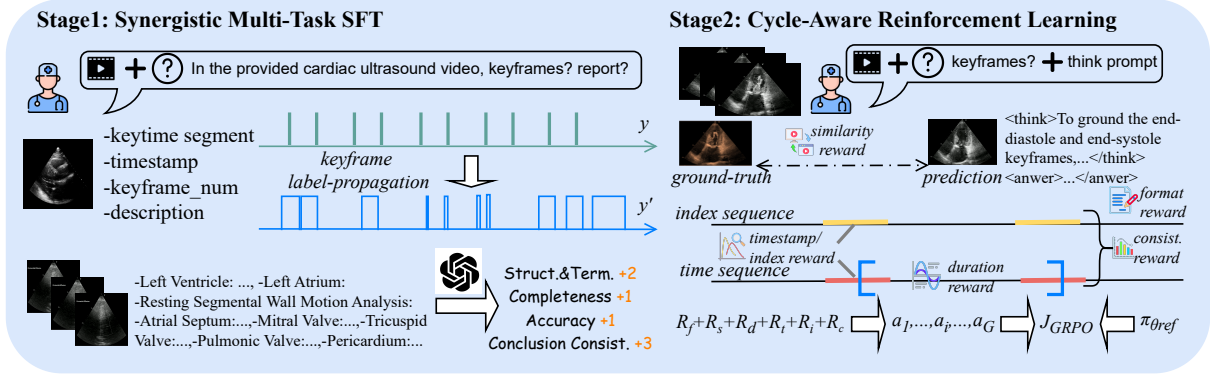 Stage1: Synergistic Multi-Task SFT
In the provided cardiac ultrasound video, keyframes? report?
-keytime segment
-timestamp
-keyframe_num
-description
y
keyframe
label-propagation
y'
-Left Ventricle: ..., -Left Atrium:
-Resting Segmental Wall Motion Analysis:
-Atrial Septum:...,-Mitral Valve:...,-Tricuspid
Valve:...,-Pulmonic Valve:...,-Pericardium:...
Struct.&Term. +2
Completeness +1
Accuracy +1
Conclusion Consist. +3
Stage2: Cycle-Aware Reinforcement Learning
keyframes? + think prompt
similarity
reward
ground-truth
prediction
<think>To ground the end-
diastole and end-systole
keyframes,...</think>
<anwer>...</anwer>
format
reward
index sequence
timestamp/
index reward
consist.
reward
time sequence
duration
reward
R_f+R_s+R_d+R_t+R_i+R_c
a_1,...,a_i,...,a_G
J_GRPO
π_θref